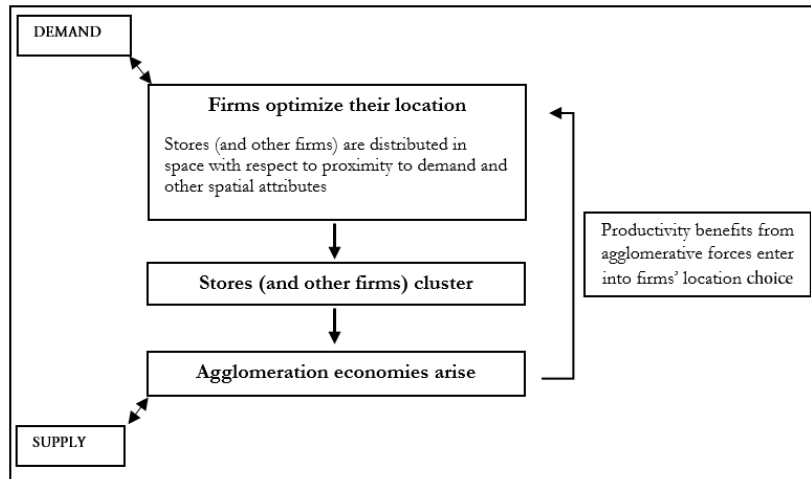 DEMAND
Firms optimize their location
Stores (and other firms) are distributed in
space with respect to proximity to demand and
other spatial attributes
Productivity benefits from
agglomerative forces enter
into firms' location choice
Stores (and other firms) cluster
Agglomeration economies arise
SUPPLY